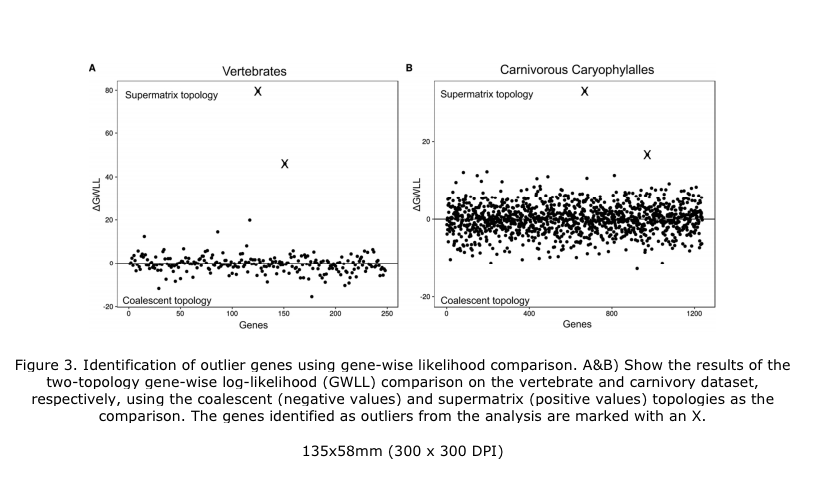 A
Vertebrates
Supermatrix topology
X
X
ΔGWLL
80
60
40
20
0
-20
Coalescent topology
0 50 100 150 200 250
Genes
B
Carnivorous Caryophylalles
Supermatrix topology
X
X
ΔGWLL
20
0
-20
Coalescent topology
0 400 800 1200
Genes
Figure 3. Identification of outlier genes using gene-wise likelihood comparison. A&B) Show the results of the
two-topology gene-wise log-likelihood (GWLL) comparison on the vertebrate and carnivory dataset,
respectively, using the coalescent (negative values) and supermatrix (positive values) topologies as the
comparison. The genes identified as outliers from the analysis are marked with an X.
135x58mm (300 x 300 DPI)